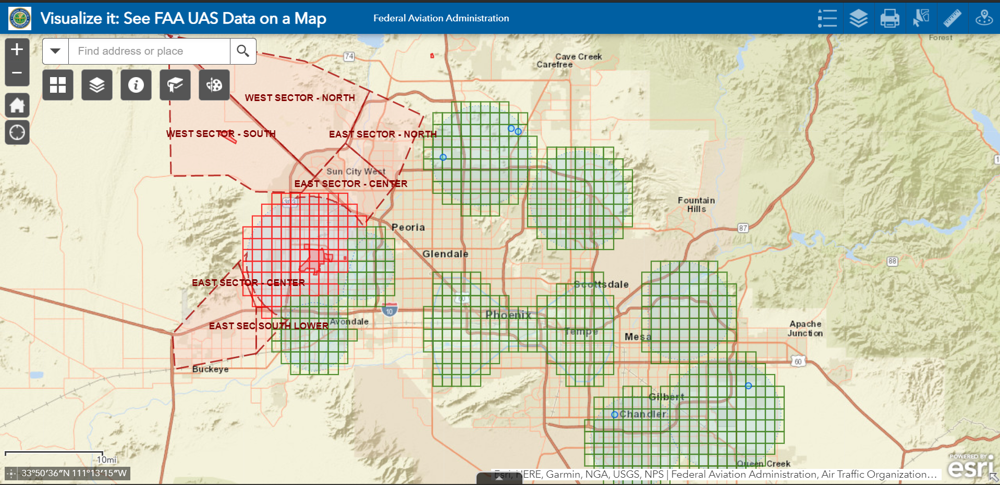 Visualize it: See FAA UAS Data on a Map
Federal Aviation Administration
Find address or place
Forest
74
Cave Creek
Carefree
WEST SECTOR - NORTH
WEST SECTOR - SOUTH
EAST SECTOR - NORTH
Sun City West
EAST SECTOR - CENTER
303
Fountain
Hills
Peoria
87
Glendale
88
EAST SECTOR - CENTER
Scottsdale
60
10
Phoenix
Avondale
EAST SEC SOUTH LOWER
Tempe
Mesa
Apache
Junction
60
Buckeye
Gilbert
Chandler
10mi
Queen Creek
33°50'36"N 111°13'15"W
Esri, HERE, Garmin, NGA, USGS, NPS | Federal Aviation Administration, Air Traffic Organization…
POWERED BY
esri